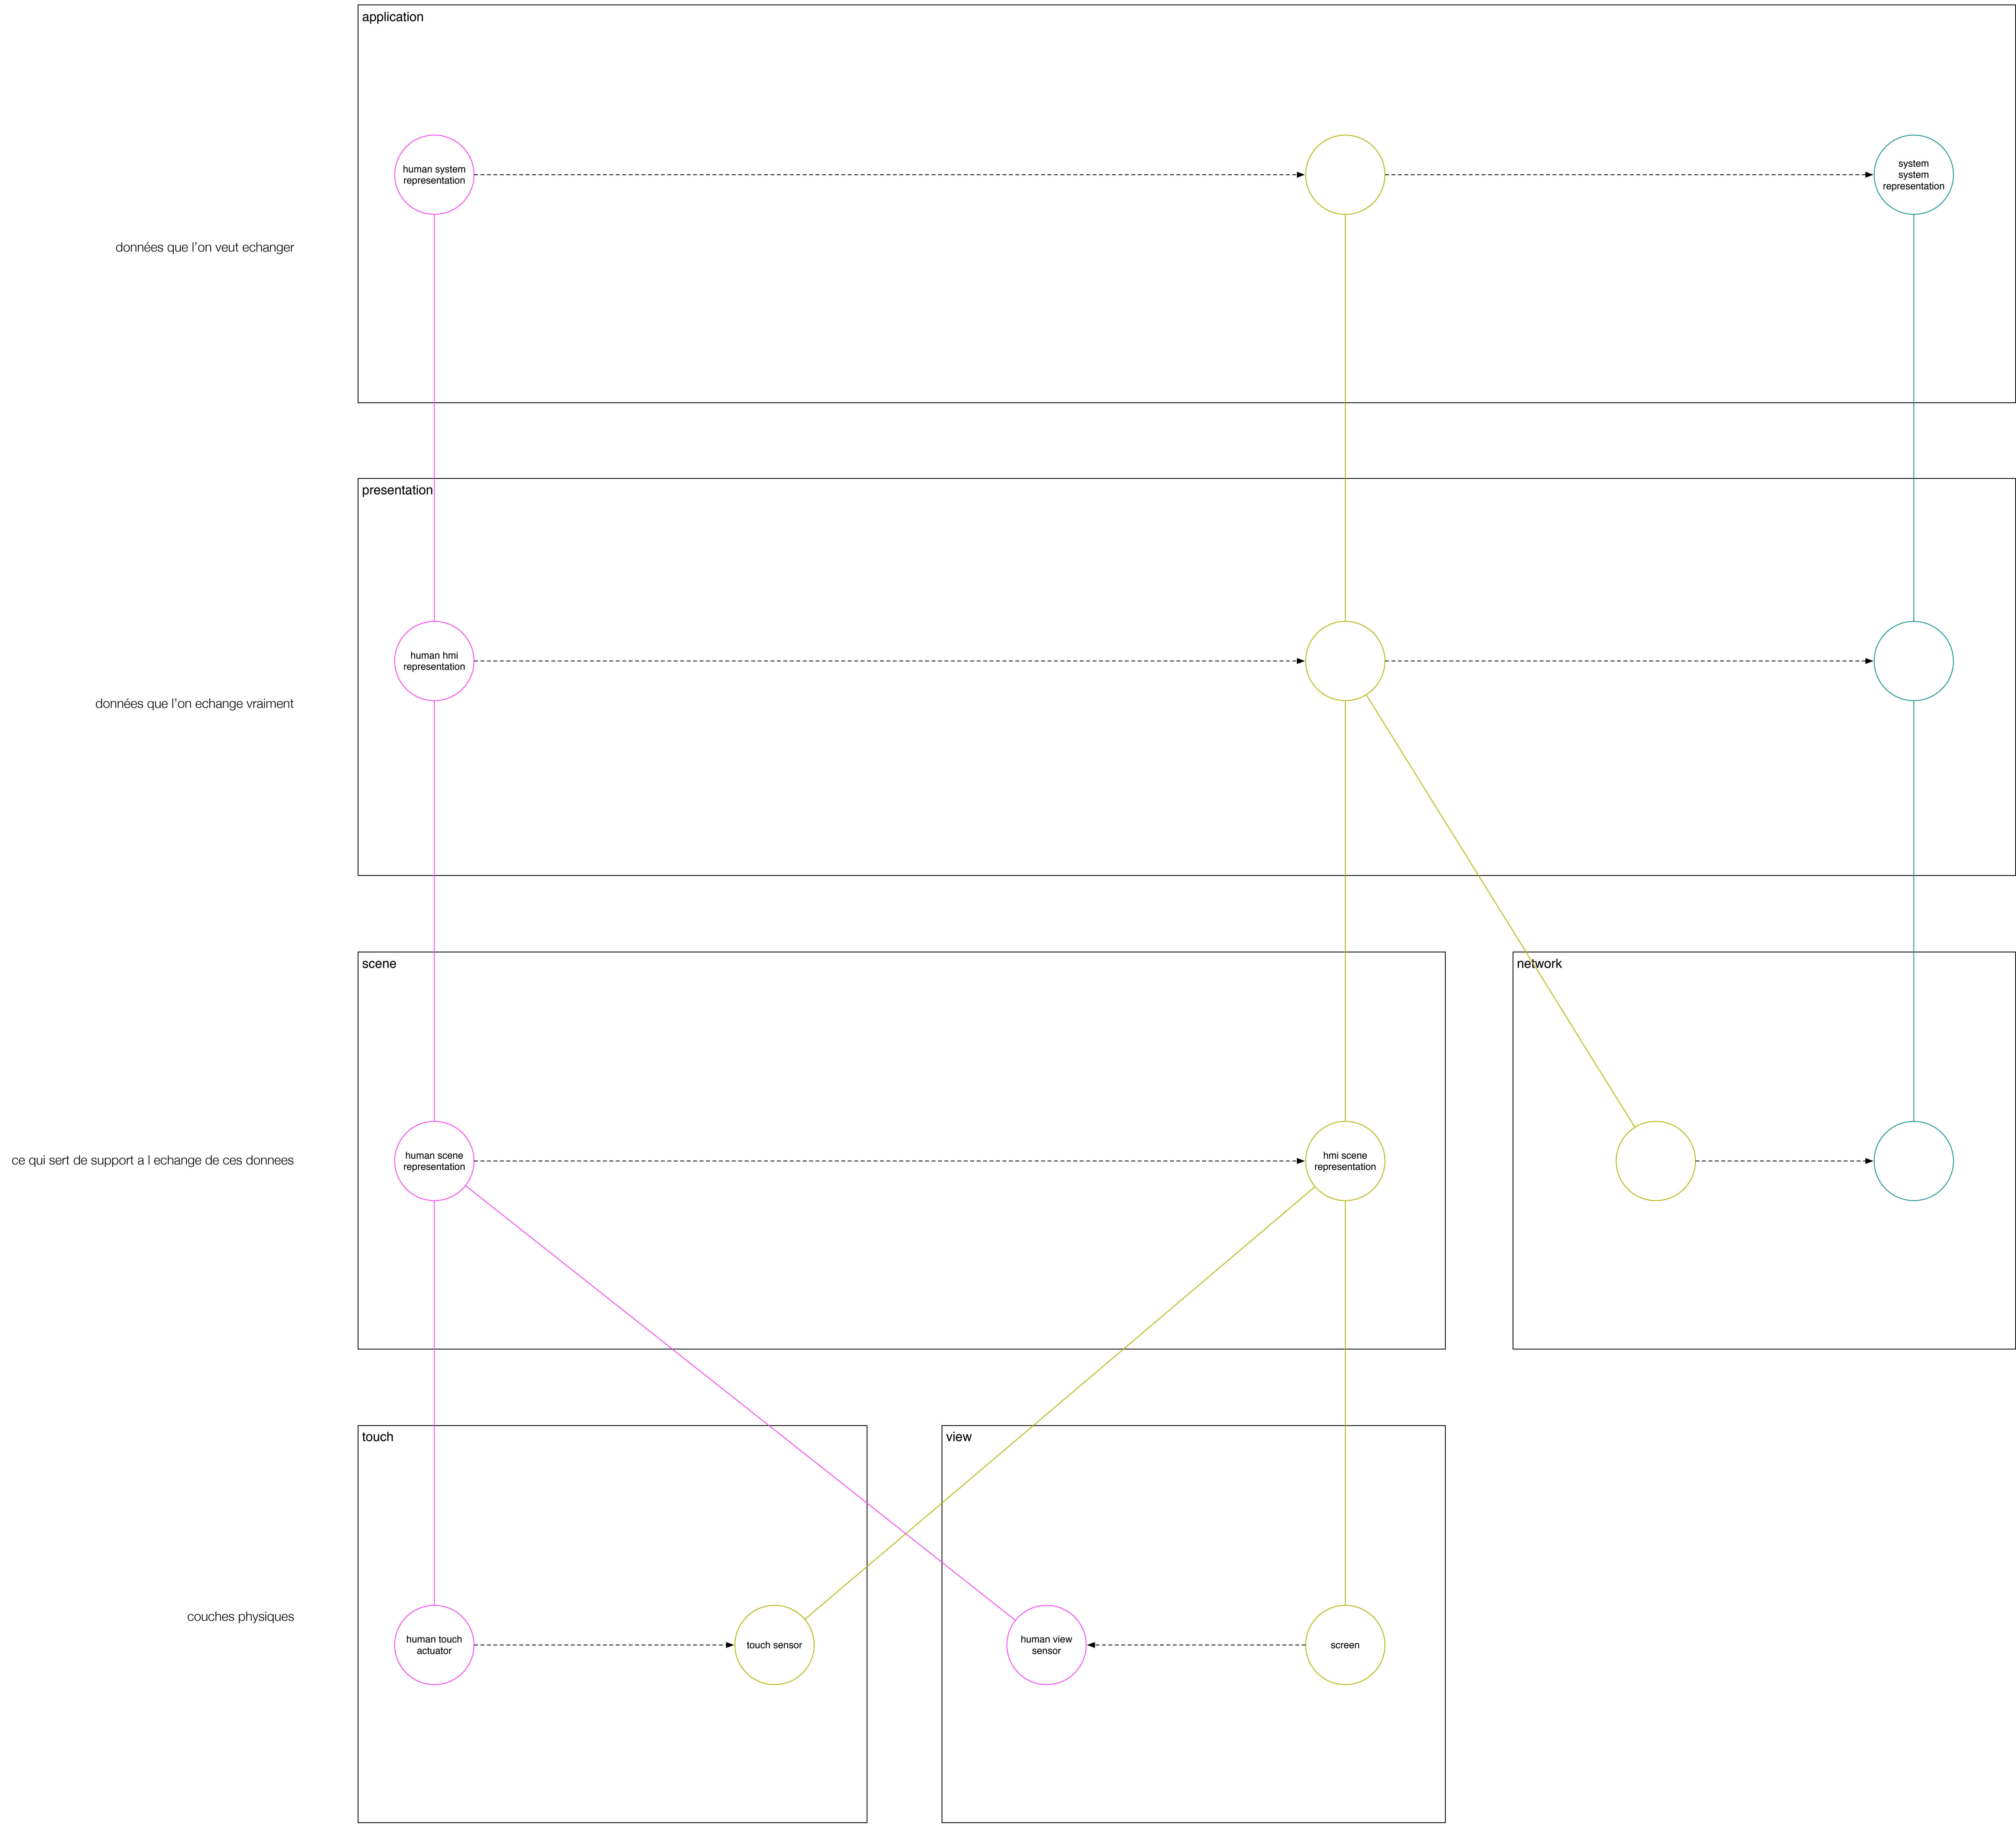 application
human system
representation
system
system
representation
données que l'on veut echanger
presentation
human hmi
representation
données que l'on echange vraiment
scene
network
human scene
representation
hmi scene
representation
ce qui sert de support a l echange de ces donnees
touch
view
couches physiques
human touch
actuator
touch sensor
human view
sensor
screen